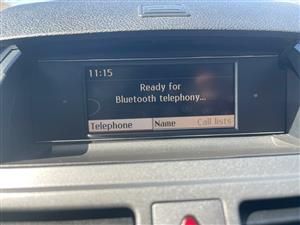 11:15
Ready for
Bluetooth telephony...
Telephone Name Call lists